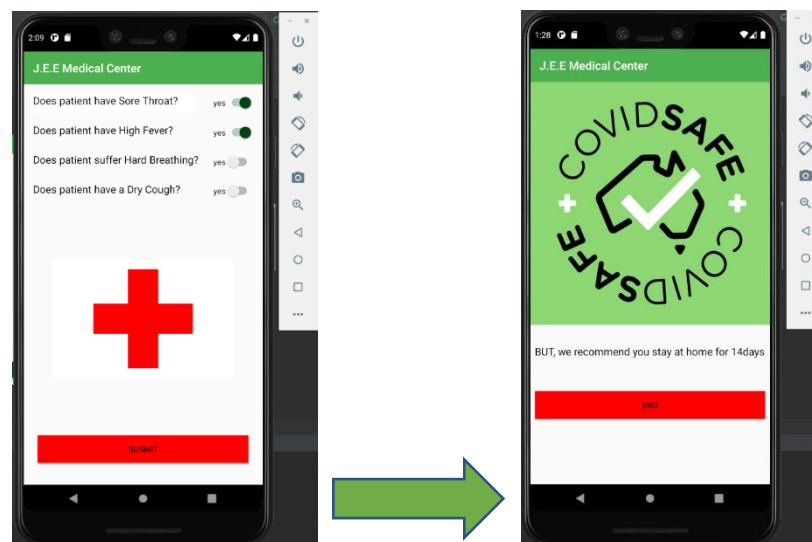 2:09
J.E.E Medical Center
Does patient have Sore Throat? yes
Does patient have High Fever? yes
Does patient suffer Hard Breathing? yes
Does patient have a Dry Cough? yes
SUBMIT
1:28
J.E.E Medical Center
COVIDSAFE
COVIDSAFE
BUT, we recommend you stay at home for 14days
END